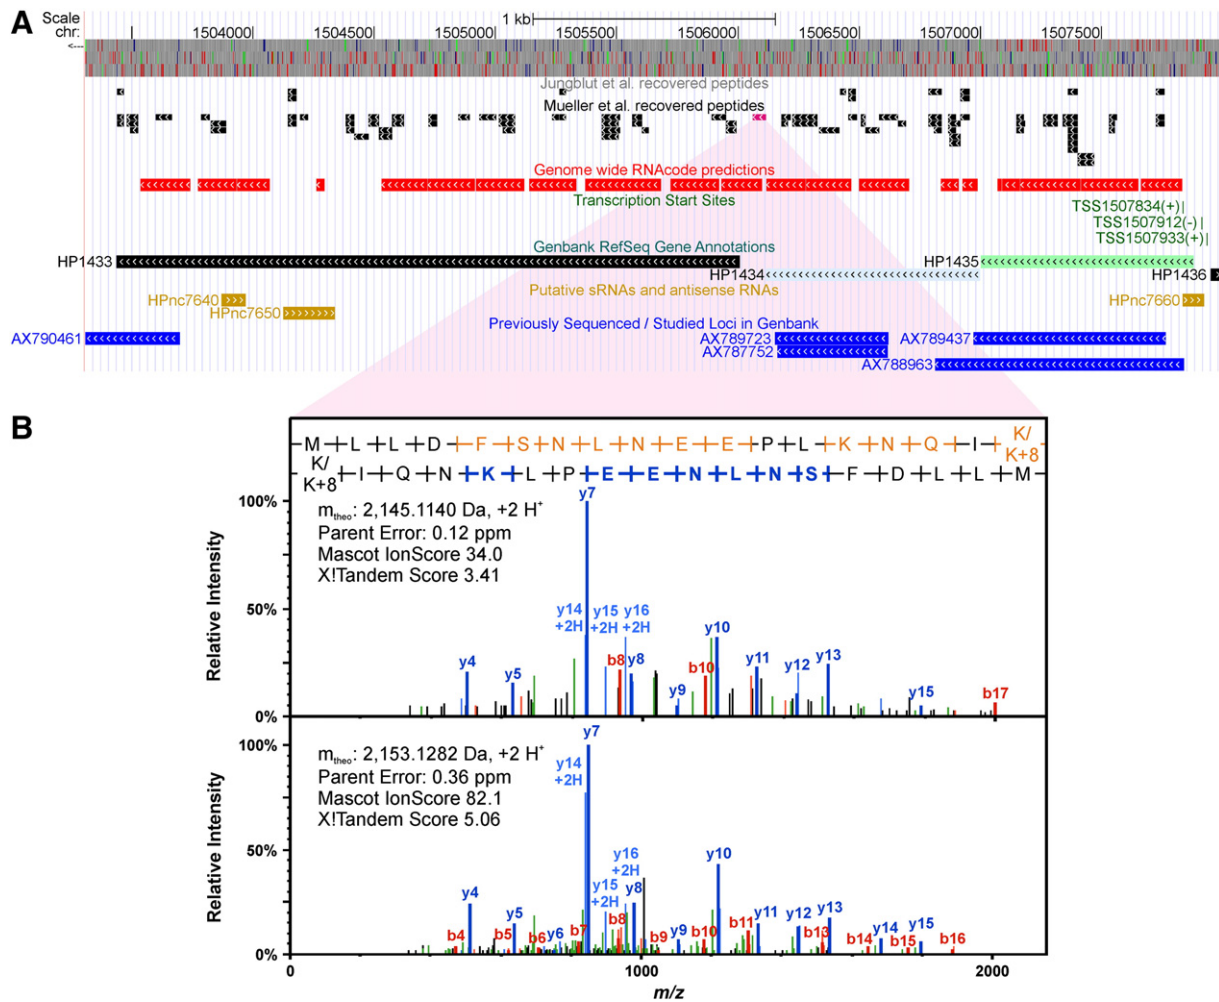 A
Scale
1 kb
chr:
1504000
1504500
1505000
1505500
1506000
1506500
1507000
1507500
<---
Jungblut et al. recovered peptides
Mueller et al. recovered peptides
Genome wide RNAcode predictions
Transcription Start Sites
TSS1507834(+)
TSS1507912(-)
TSS1507933(+)
Genbank RefSeq Gene Annotations
HP1433
HP1435
HP1434
HP1436
Putative sRNAs and antisense RNAs
HPnc7640
HPnc7660
HPnc7650
Previously Sequenced / Studied Loci in Genbank
AX790461
AX789723
AX789437
AX787752
AX788963
B
M L L D F S N L N E E P L K N Q I K/K+8
K/K+8 I Q N K L P E E N L N S F D L L M
100%
50%
0%
Relative Intensity
mtheo: 2,145.1140 Da, +2 H+
Parent Error: 0.12 ppm
Mascot IonScore 34.0
X!Tandem Score 3.41
y4
y5
y14 +2H
y7
y15 +2H
b8
y16 +2H
y8
y9
b10
y10
y11
y12
y13
y15
b17
100%
50%
0%
Relative Intensity
mtheo: 2,153.1282 Da, +2 H+
Parent Error: 0.36 ppm
Mascot IonScore 82.1
X!Tandem Score 5.06
b4
y4
b5
y5
b6
y6
b7
y14 +2H
y7
y15 +2H
b8
y16 +2H
y8
b9
y9
b10
y10
b11
y11
y12
b13
y13
b14
y14
b15
y15
b16
0
1000
2000
m/z